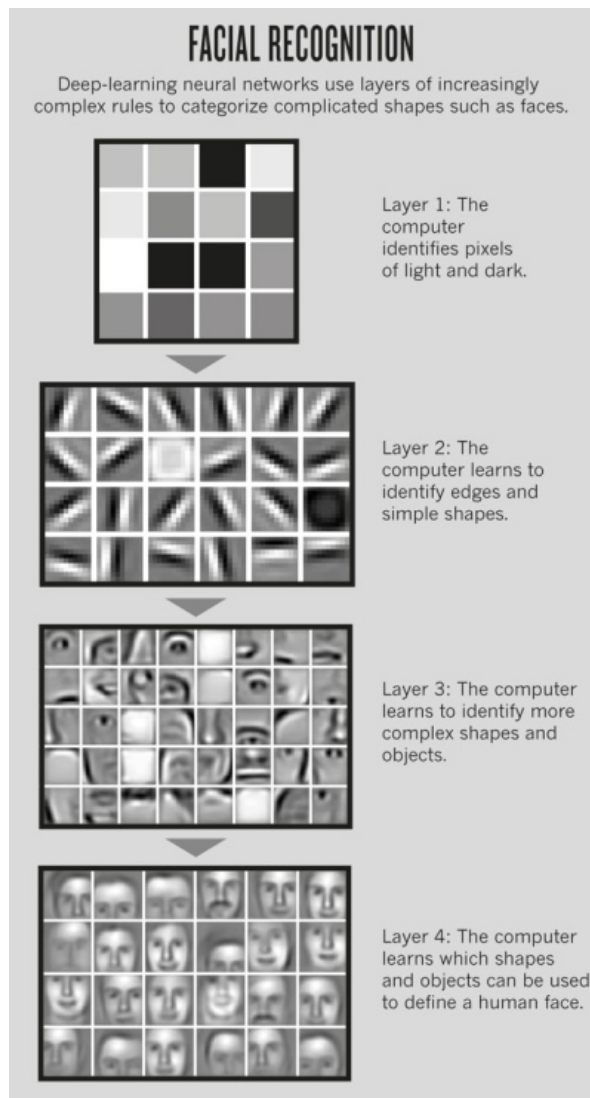 FACIAL RECOGNITION
Deep-learning neural networks use layers of increasingly
complex rules to categorize complicated shapes such as faces.
Layer 1: The
computer
identifies pixels
of light and dark.
Layer 2: The
computer learns to
identify edges and
simple shapes.
Layer 3: The computer
learns to identify more
complex shapes and
objects.
Layer 4: The computer
learns which shapes
and objects can be used
to define a human face.